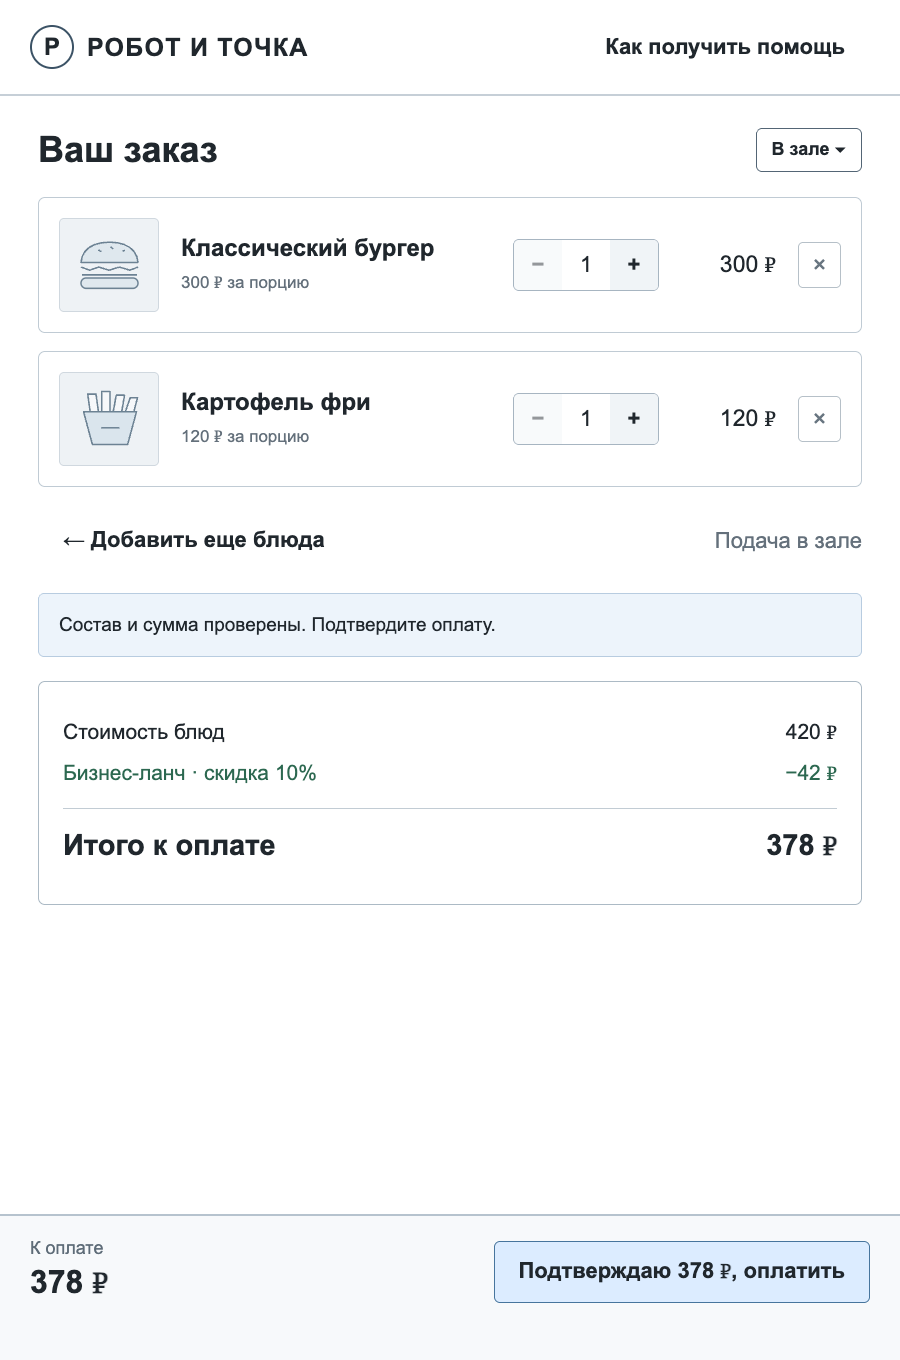 Р РОБОТ И ТОЧКА
Как получить помощь
Ваш заказ
В зале
Классический бургер
300 ₽ за порцию
− 1 +
300 ₽ ×
Картофель фри
120 ₽ за порцию
− 1 +
120 ₽ ×
← Добавить еще блюда
Подача в зале
Состав и сумма проверены. Подтвердите оплату.
Стоимость блюд 420 ₽
Бизнес-ланч · скидка 10% −42 ₽
Итого к оплате 378 ₽
К оплате
378 ₽
Подтверждаю 378 ₽, оплатить